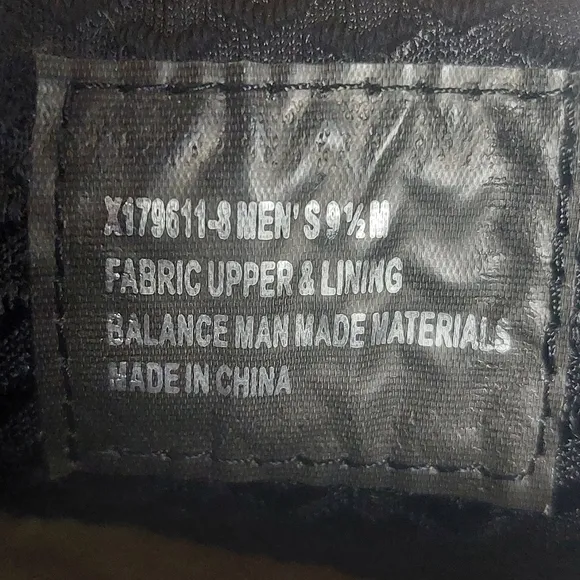 X179611-8 MEN'S 9½ M
FABRIC UPPER & LINING
BALANCE MAN MADE MATERIALS
MADE IN CHINA